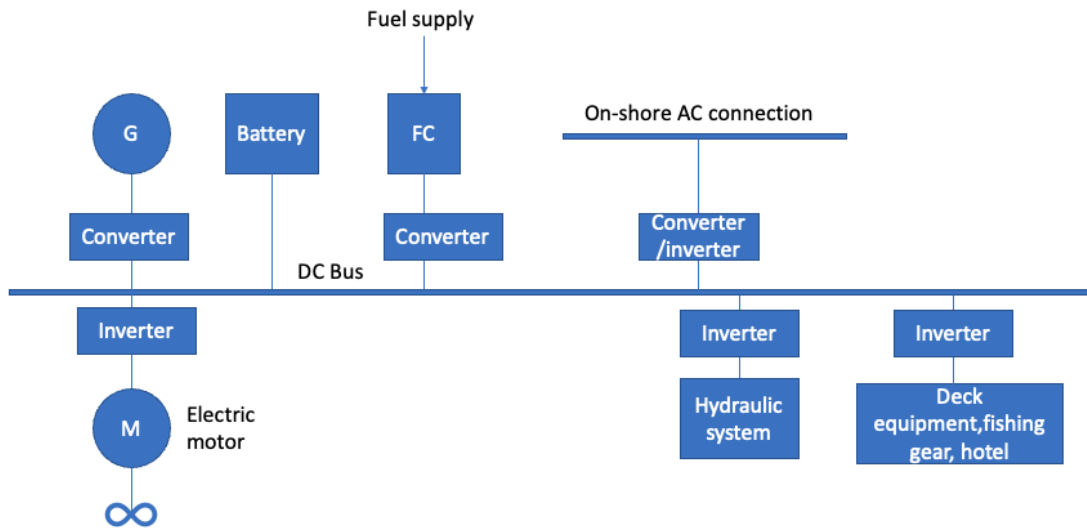 Fuel supply
G
Battery
FC
On-shore AC connection
Converter
Converter
Converter
/inverter
DC Bus
Inverter
Inverter
Inverter
M
Electric
motor
Hydraulic
system
Deck
equipment,fishing
gear, hotel